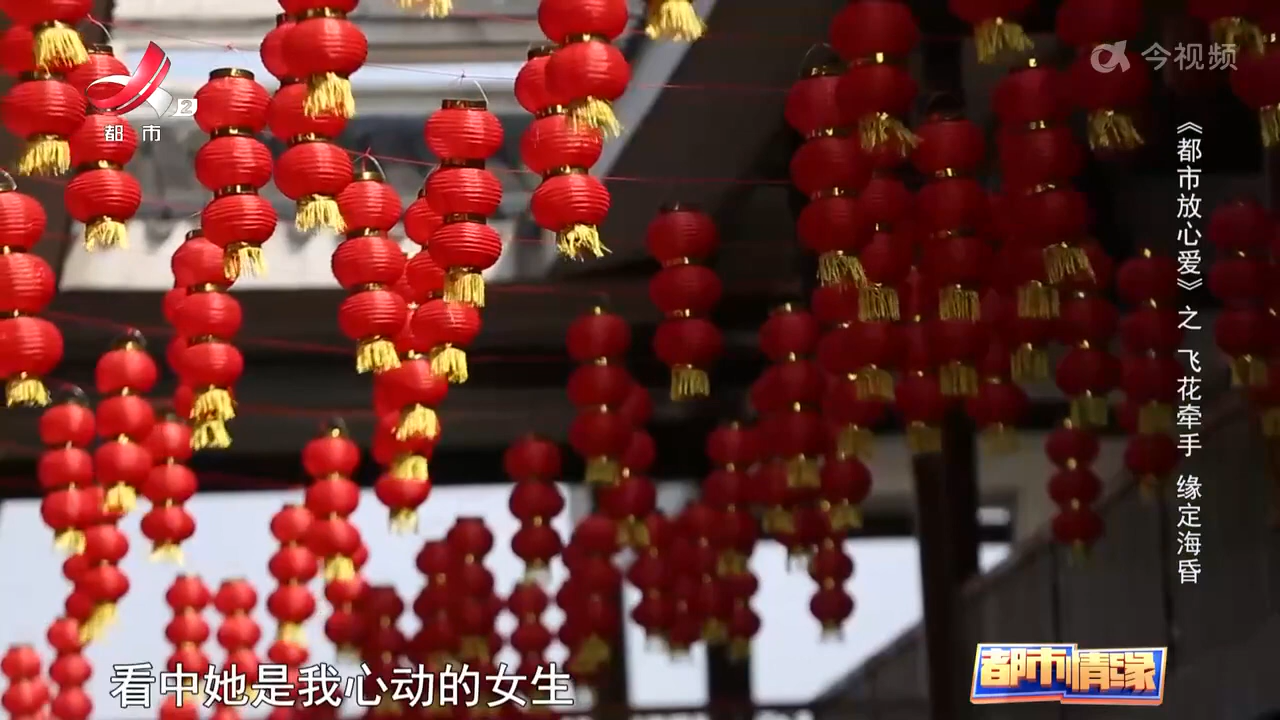 都市2
今视频
《都市放心爱》之 飞花牵手 缘定海昏
看中她是我心动的女生
都市情缘